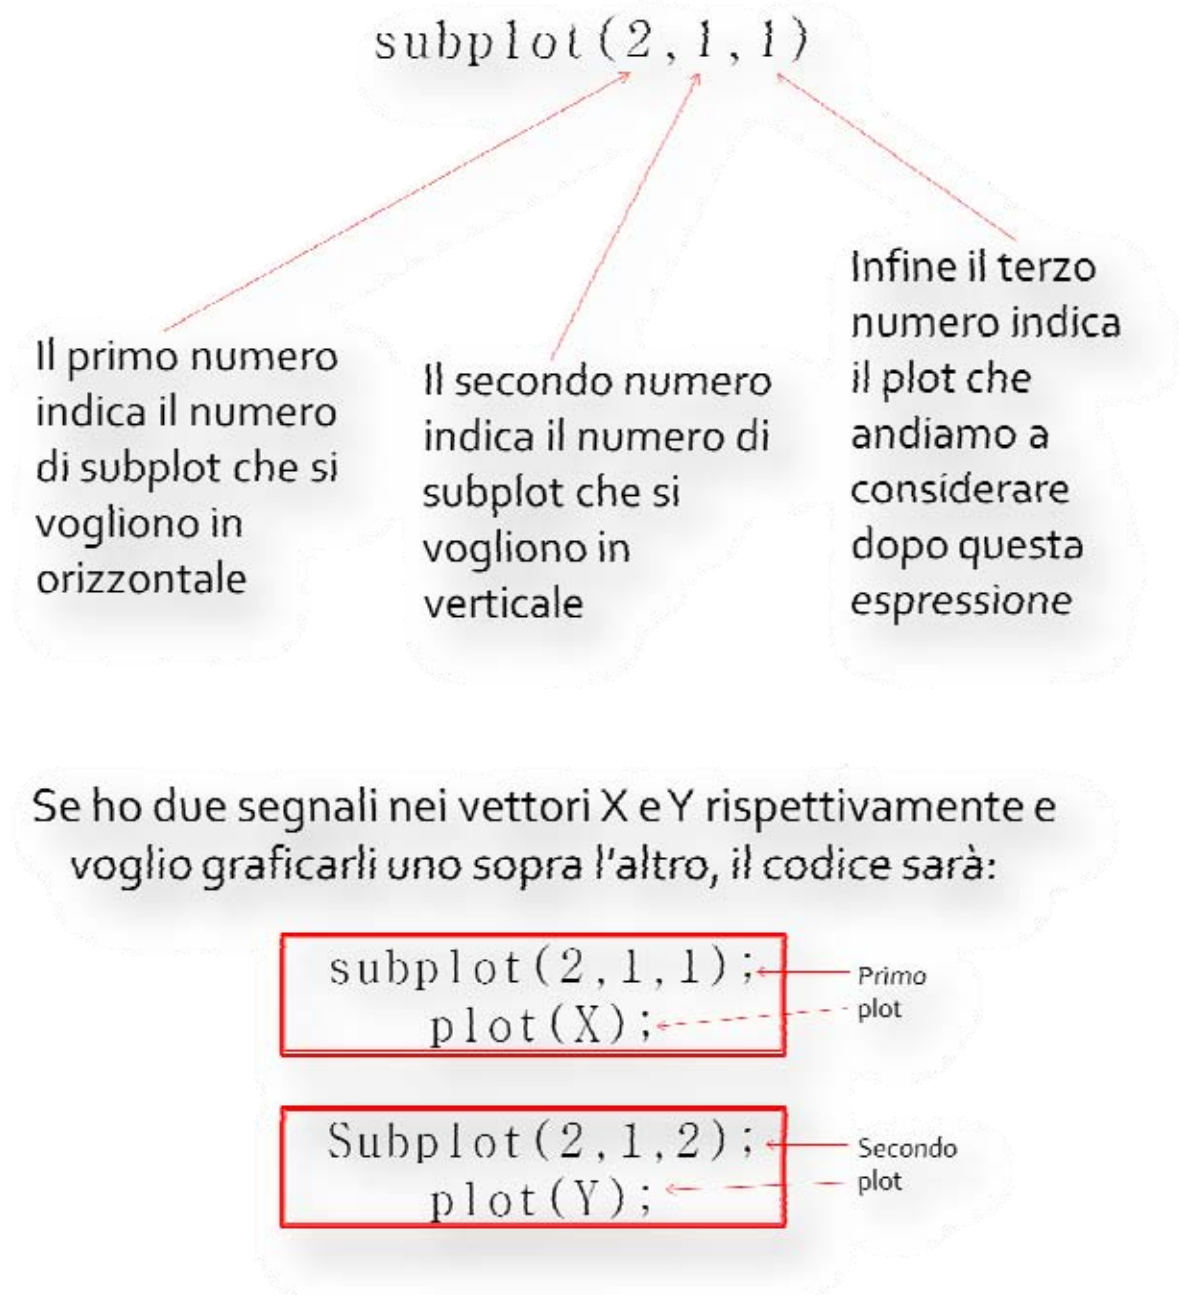 subplot(2,1,1)
Il primo numero
indica il numero
di subplot che si
vogliono in
orizzontale
Il secondo numero
indica il numero di
subplot che si
vogliono in
verticale
Infine il terzo
numero indica
il plot che
andiamo a
considerare
dopo questa
espressione
Se ho due segnali nei vettori X e Y rispettivamente e
voglio graficarli uno sopra l'altro, il codice sarà:
subplot(2,1,1);
plot(X);
Primo
plot
Subplot(2,1,2);
plot(Y);
Secondo
plot